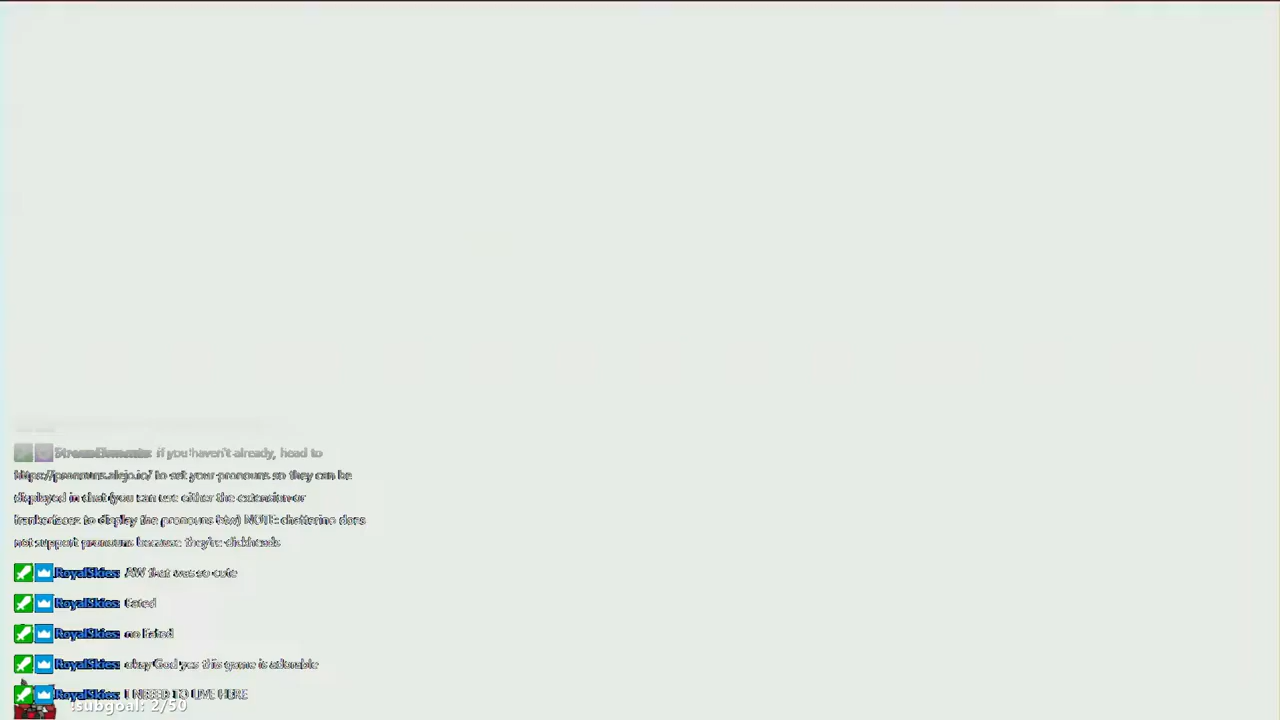 StreamElements: if you haven't already, head to
https://pronouns.alejo.io/ to set your pronouns so they can be
displayed in chat (you can use either the extension or
frankerfacez to display the pronouns btw) NOTE: chatterino does
not support pronouns because they're dickheads
RoyalSkies: AW that was so cute
RoyalSkies: Eated
RoyalSkies: no Eated
RoyalSkies: okay God yes this game is adorable
RoyalSkies: I NEED TO LIVE HERE
!subgoal: 2/50